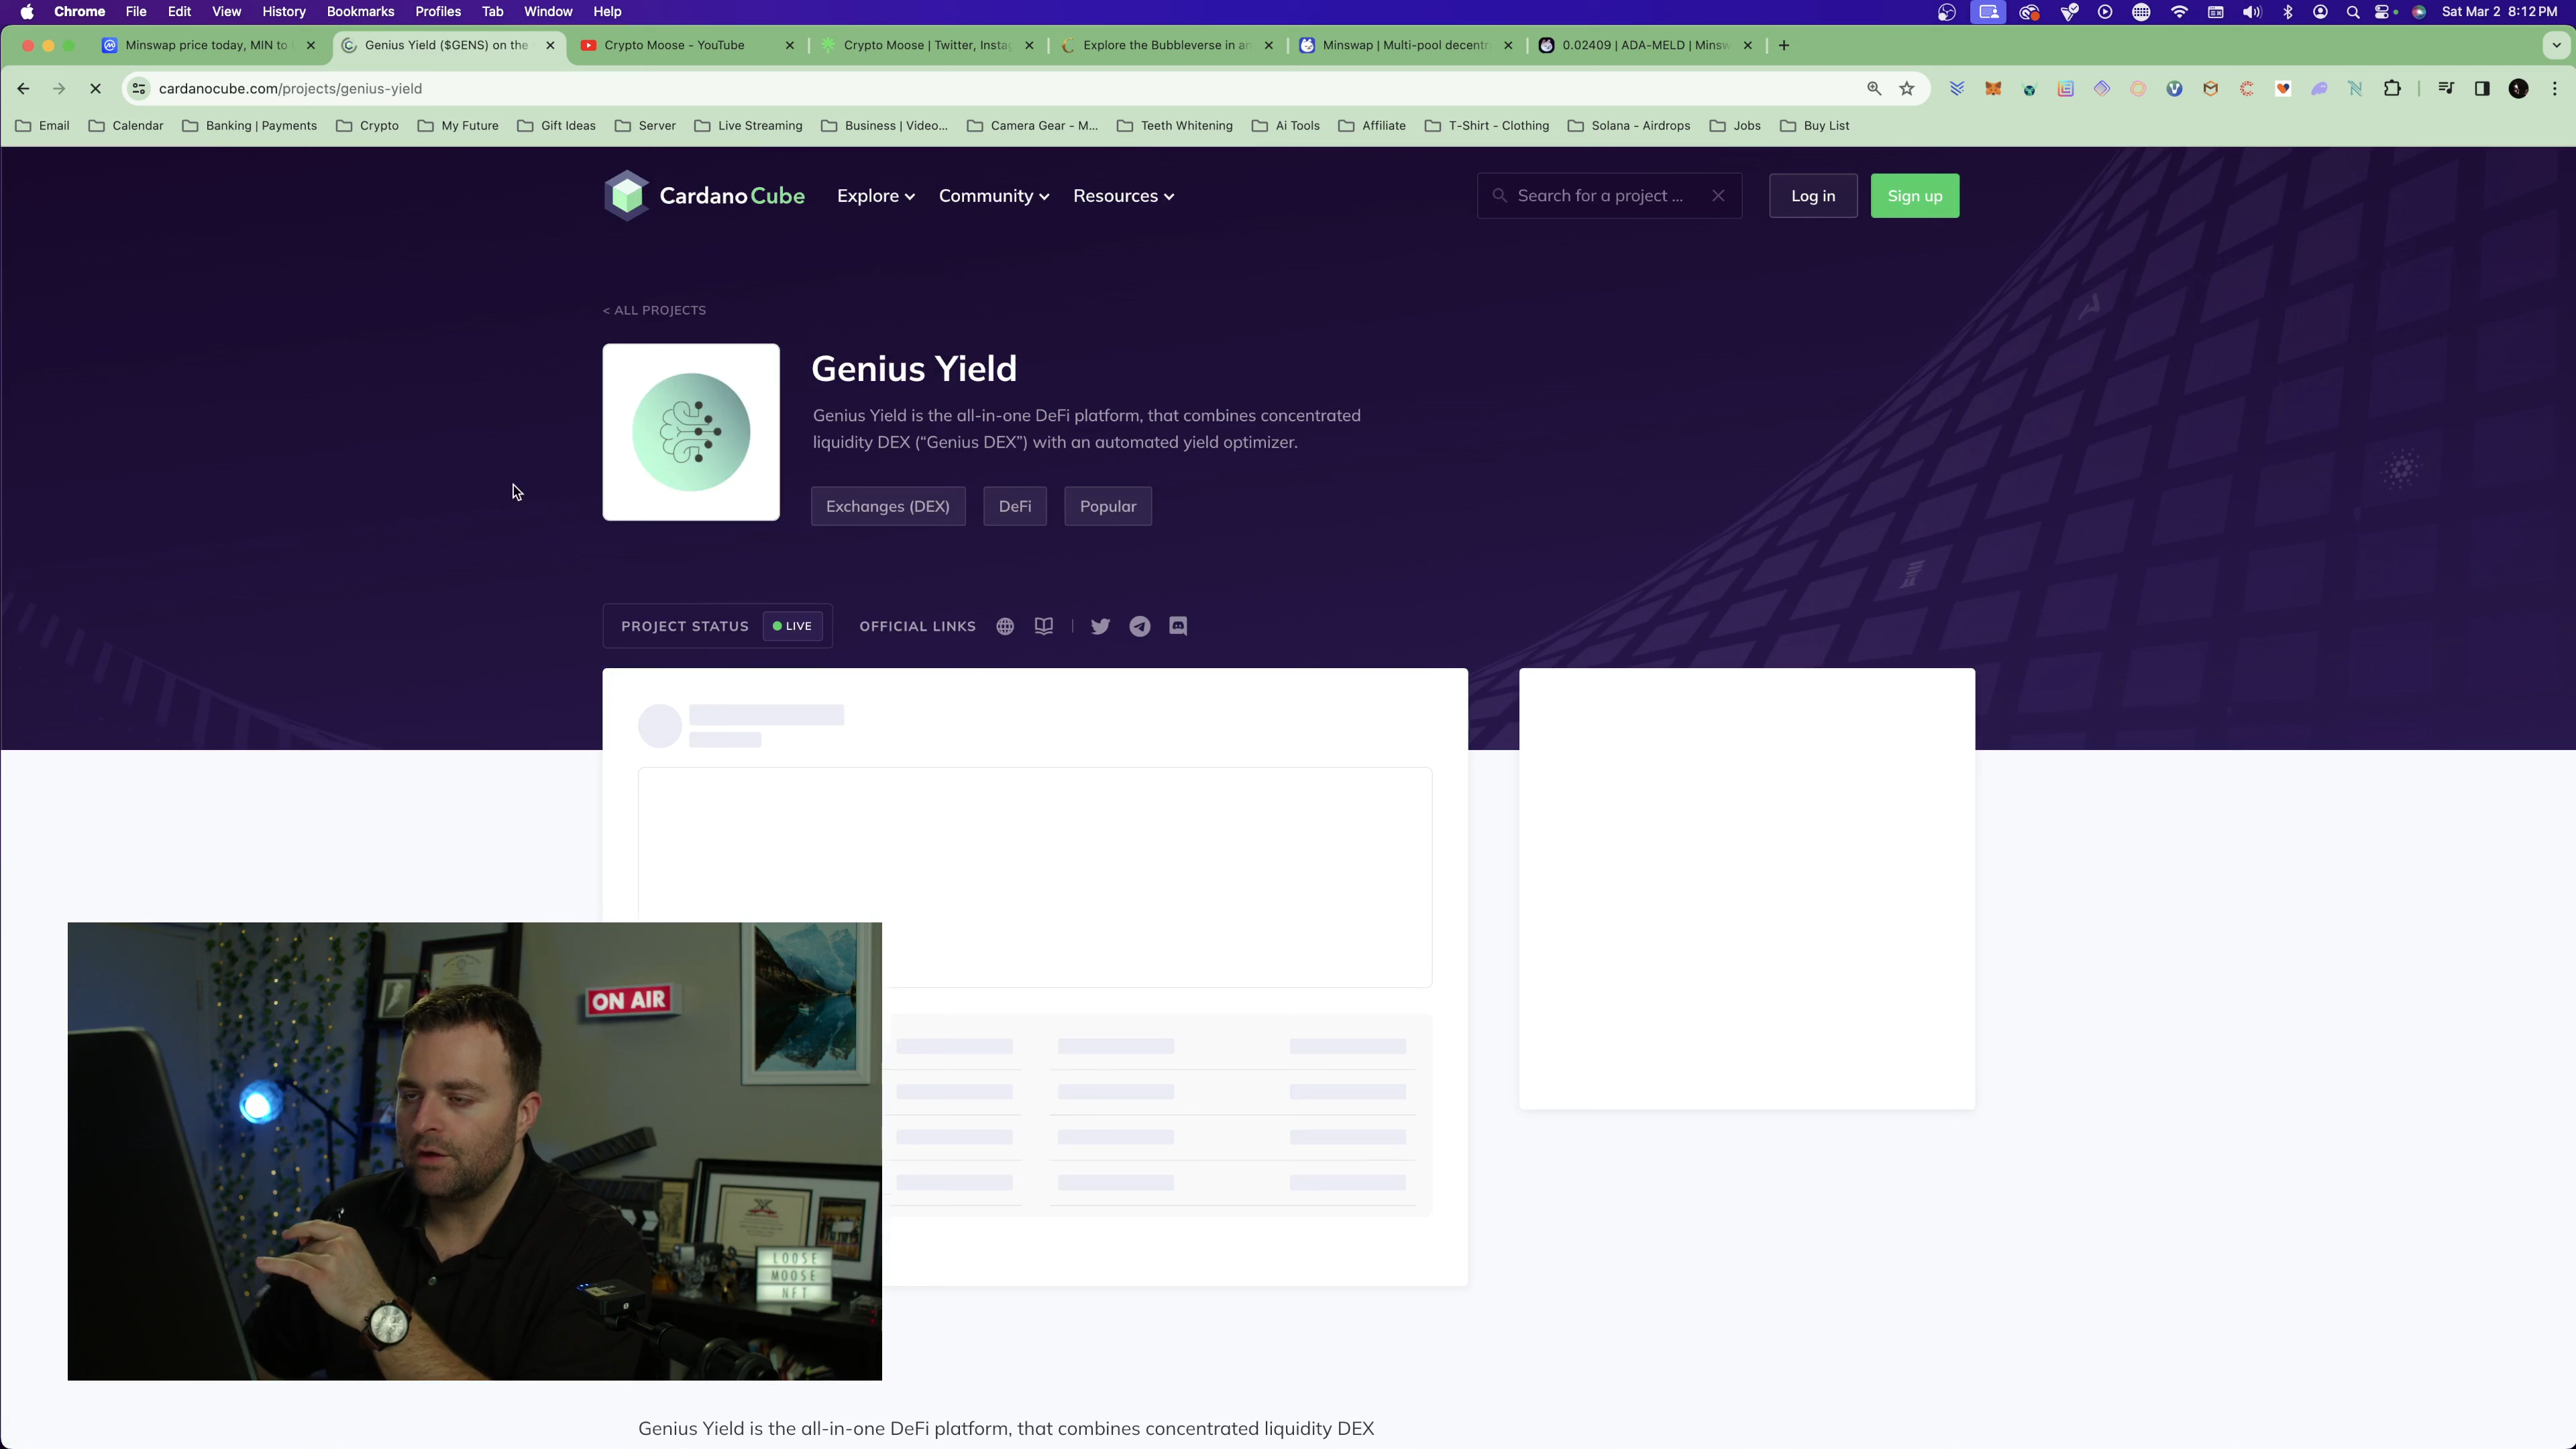 Chrome File Edit View History Bookmarks Profiles Tab Window Help
Sat Mar 2 8:12 PM
Minswap price today, MIN to
Genius Yield ($GENS) on the
Crypto Moose - YouTube
Crypto Moose | Twitter, Insta
Explore the Bubbleverse in an
Minswap | Multi-pool decentr
0.02409 | ADA-MELD | Minsw
cardanocube.com/projects/genius-yield
Email Calendar Banking | Payments Crypto My Future Gift Ideas Server Live Streaming Business | Video... Camera Gear - M... Teeth Whitening Ai Tools Affiliate T-Shirt - Clothing Solana - Airdrops Jobs Buy List
CardanoCube Explore Community Resources Search for a project ... Log in Sign up
< ALL PROJECTS
Genius Yield
Genius Yield is the all-in-one DeFi platform, that combines concentrated
liquidity DEX (“Genius DEX”) with an automated yield optimizer.
Exchanges (DEX) DeFi Popular
PROJECT STATUS LIVE OFFICIAL LINKS
ON AIR
LOOSE
MOOSE
NFT
Genius Yield is the all-in-one DeFi platform, that combines concentrated liquidity DEX